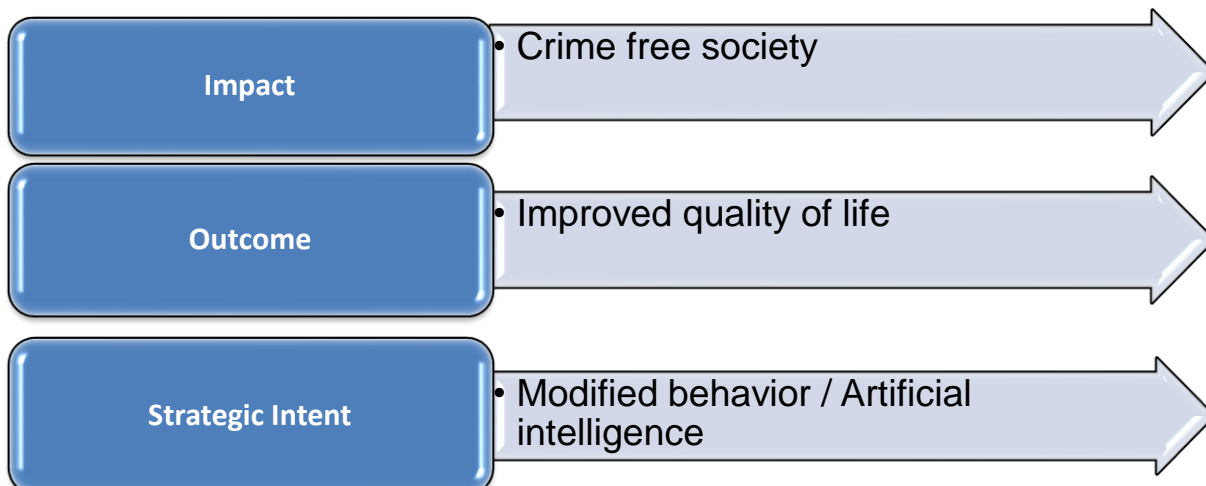 Impact
• Crime free society
Outcome
• Improved quality of life
Strategic Intent
• Modified behavior / Artificial
intelligence